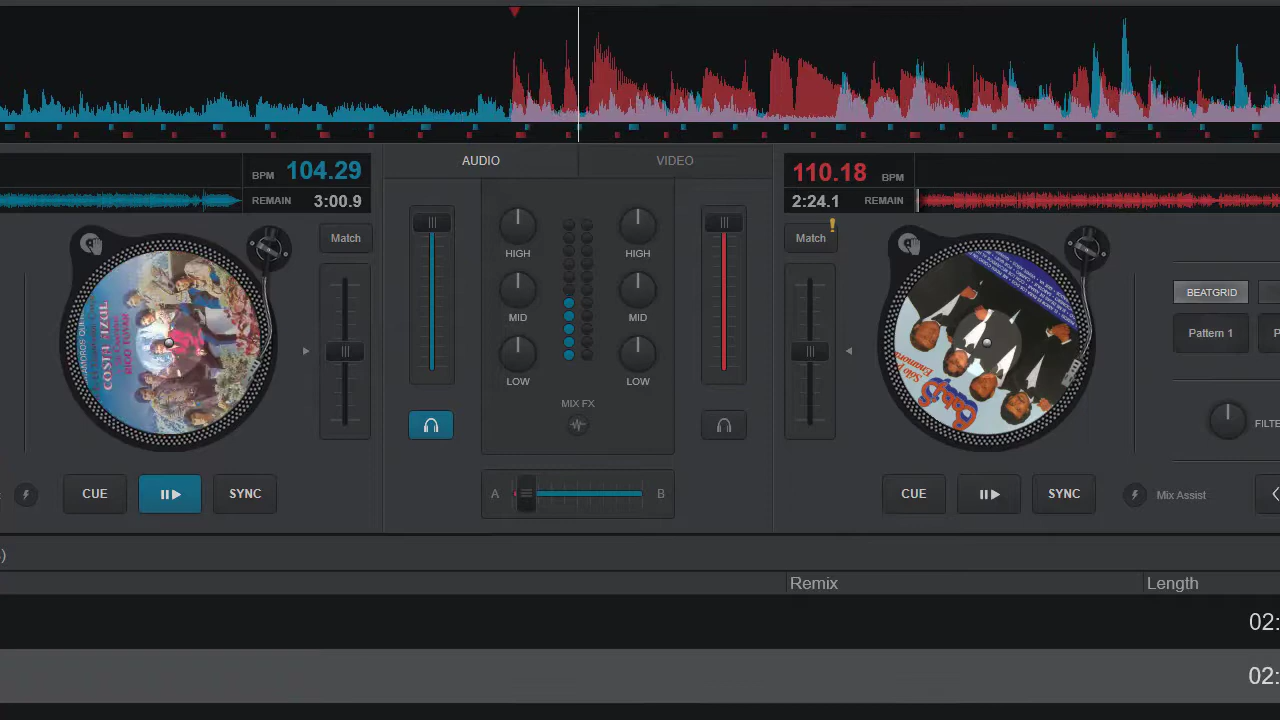 AUDIO
VIDEO
BPM 104.29
REMAIN 3:00.9
110.18 BPM
2:24.1 REMAIN
Match
Match
HIGH
HIGH
MID
MID
LOW
LOW
MIX FX
BEATGRID
Pattern 1
COSTA AZUL
RIGO TOVAR
A
B
CUE
SYNC
CUE
SYNC
Mix Assist
Remix
Length
02:
02: